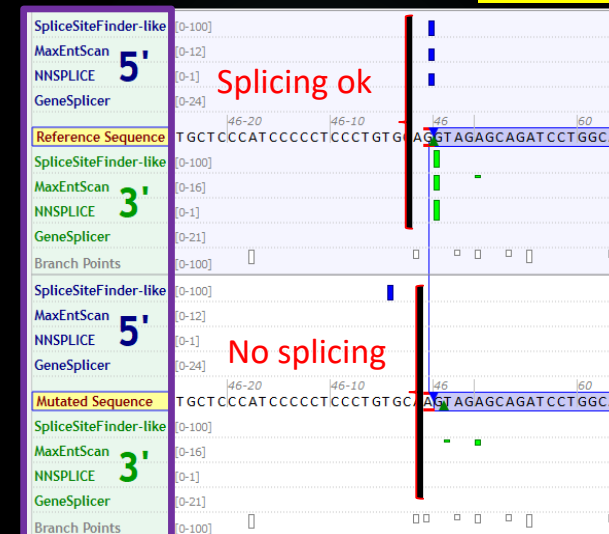 SpliceSiteFinder-like [0-100]
MaxEntScan [0-12]
NNSPLICE [0-1]
5'
GeneSplicer [0-24]
Splicing ok
46-20 46-10 46 60
Reference Sequence TGCTCCCATCCCCCTCCCTGTG AGGTAGAGCAGATCCTGGC
SpliceSiteFinder-like [0-100]
MaxEntScan [0-16]
NNSPLICE [0-1]
3'
GeneSplicer [0-21]
Branch Points [0-100]
SpliceSiteFinder-like [0-100]
MaxEntScan [0-12]
NNSPLICE [0-1]
5'
GeneSplicer [0-24]
No splicing
46-20 46-10 46 60
Mutated Sequence TGCTCCCATCCCCCTCCCTGTGC AGTAGAGCAGATCCTGGC
SpliceSiteFinder-like [0-100]
MaxEntScan [0-16]
NNSPLICE [0-1]
3'
GeneSplicer [0-21]
Branch Points [0-100]